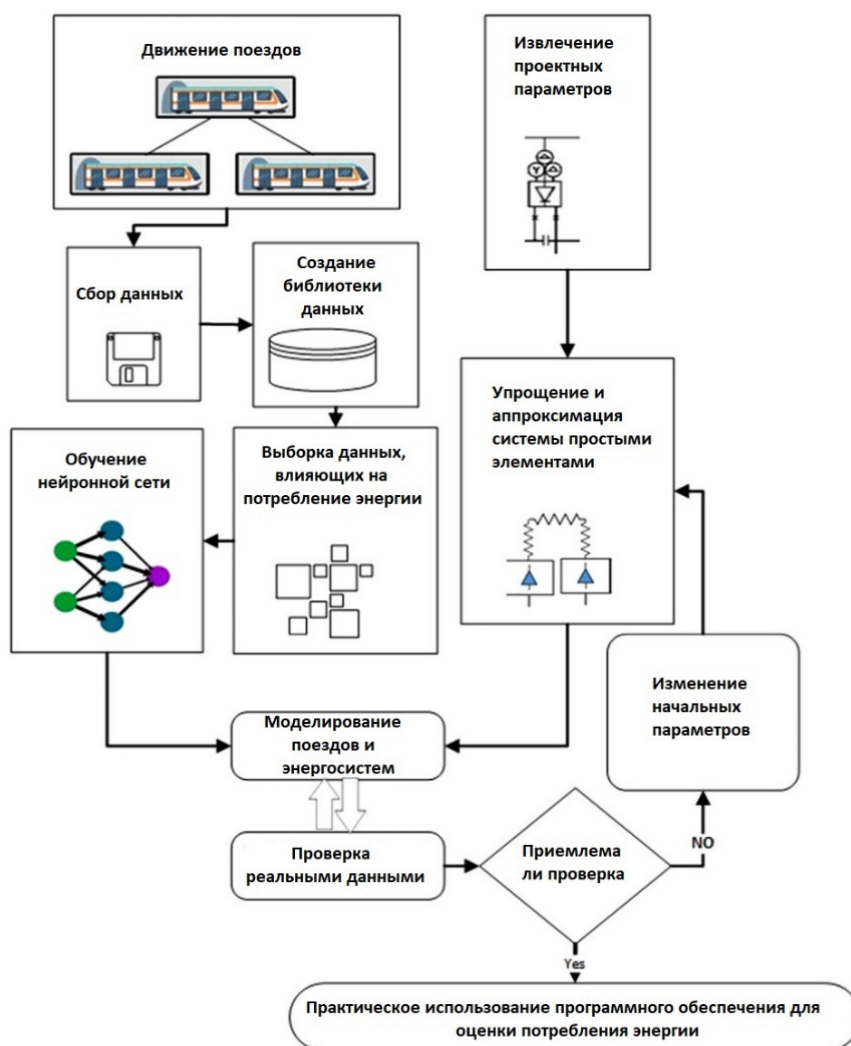 Движение поездов
Извлечение
проектных
параметров
Сбор данных
Создание
библиотеки
данных
Упрощение и
аппроксимация
системы простыми
элементами
Обучение
нейронной сети
Выборка данных,
влияющих на
потребление энергии
Изменение
начальных
параметров
Моделирование
поездов и
энергосистем
Проверка
реальными данными
Приемлема
ли проверка
NO
Yes
Практическое использование программного обеспечения для
оценки потребления энергии